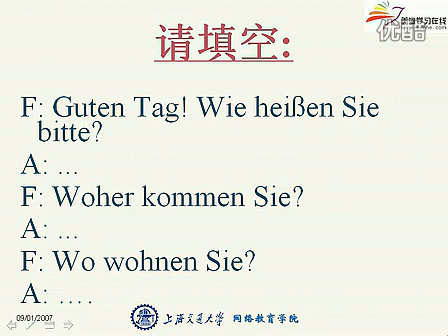 请填空:
优酷
F: Guten Tag! Wie heißen Sie
bitte?
A: ...
F: Woher kommen Sie?
A: ...
F: Wo wohnen Sie?
A: ....
09/01/2007
上海交通大学 网络教育学院